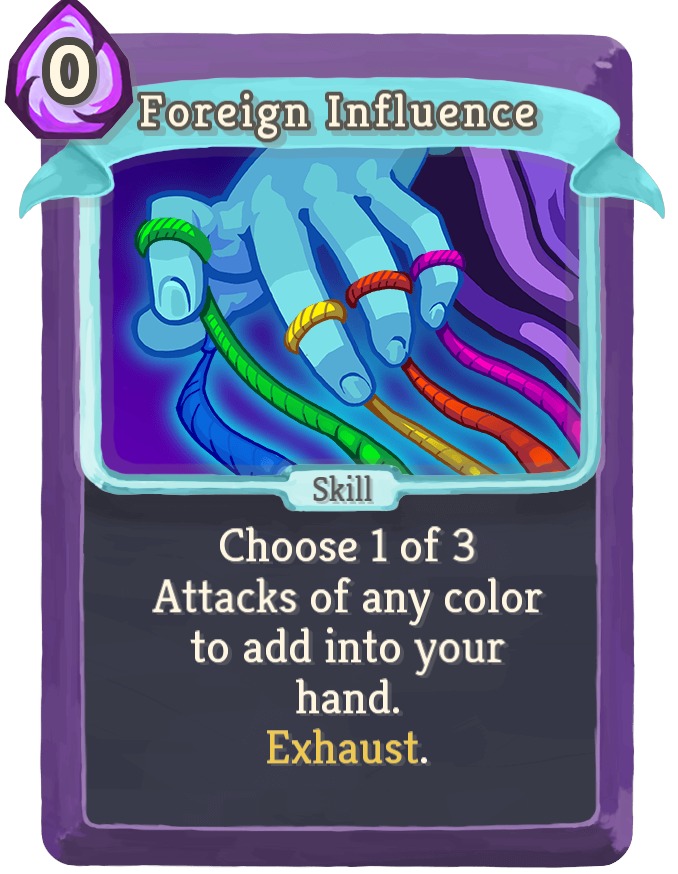 0
Foreign Influence
Skill
Choose 1 of 3
Attacks of any color
to add into your
hand.
Exhaust.